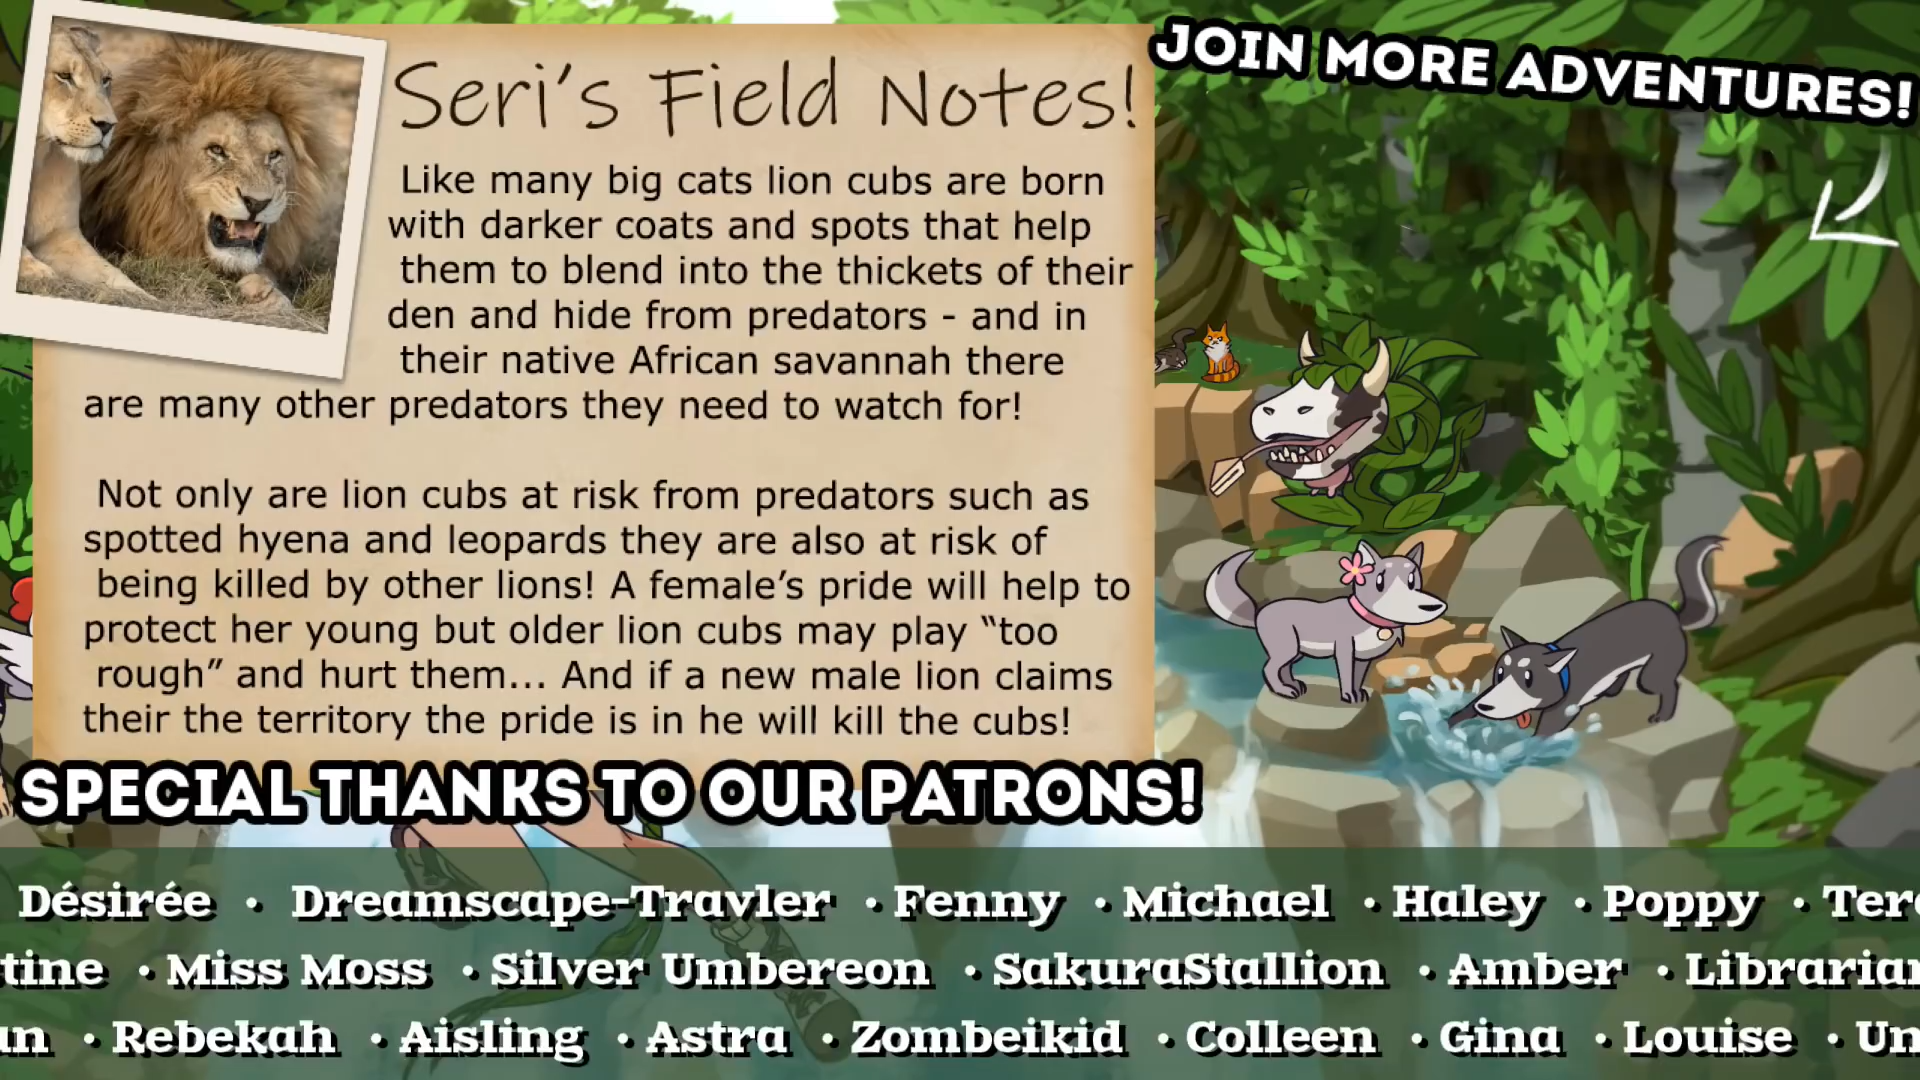 Seri's Field Notes!
JOIN MORE ADVENTURES!
Like many big cats lion cubs are born
with darker coats and spots that help
them to blend into the thickets of their
den and hide from predators - and in
their native African savannah there
are many other predators they need to watch for!
Not only are lion cubs at risk from predators such as
spotted hyena and leopards they are also at risk of
being killed by other lions! A female's pride will help to
protect her young but older lion cubs may play “too
rough” and hurt them... And if a new male lion claims
their the territory the pride is in he will kill the cubs!
SPECIAL THANKS TO OUR PATRONS!
Désirée • Dreamscape-Travler • Fenny • Michael • Haley • Poppy •
• Miss Moss • Silver Umbereon • SakuraStallion • Amber •
• Rebekah • Aisling • Astra • Zombeikid • Colleen • Gina • Louise •